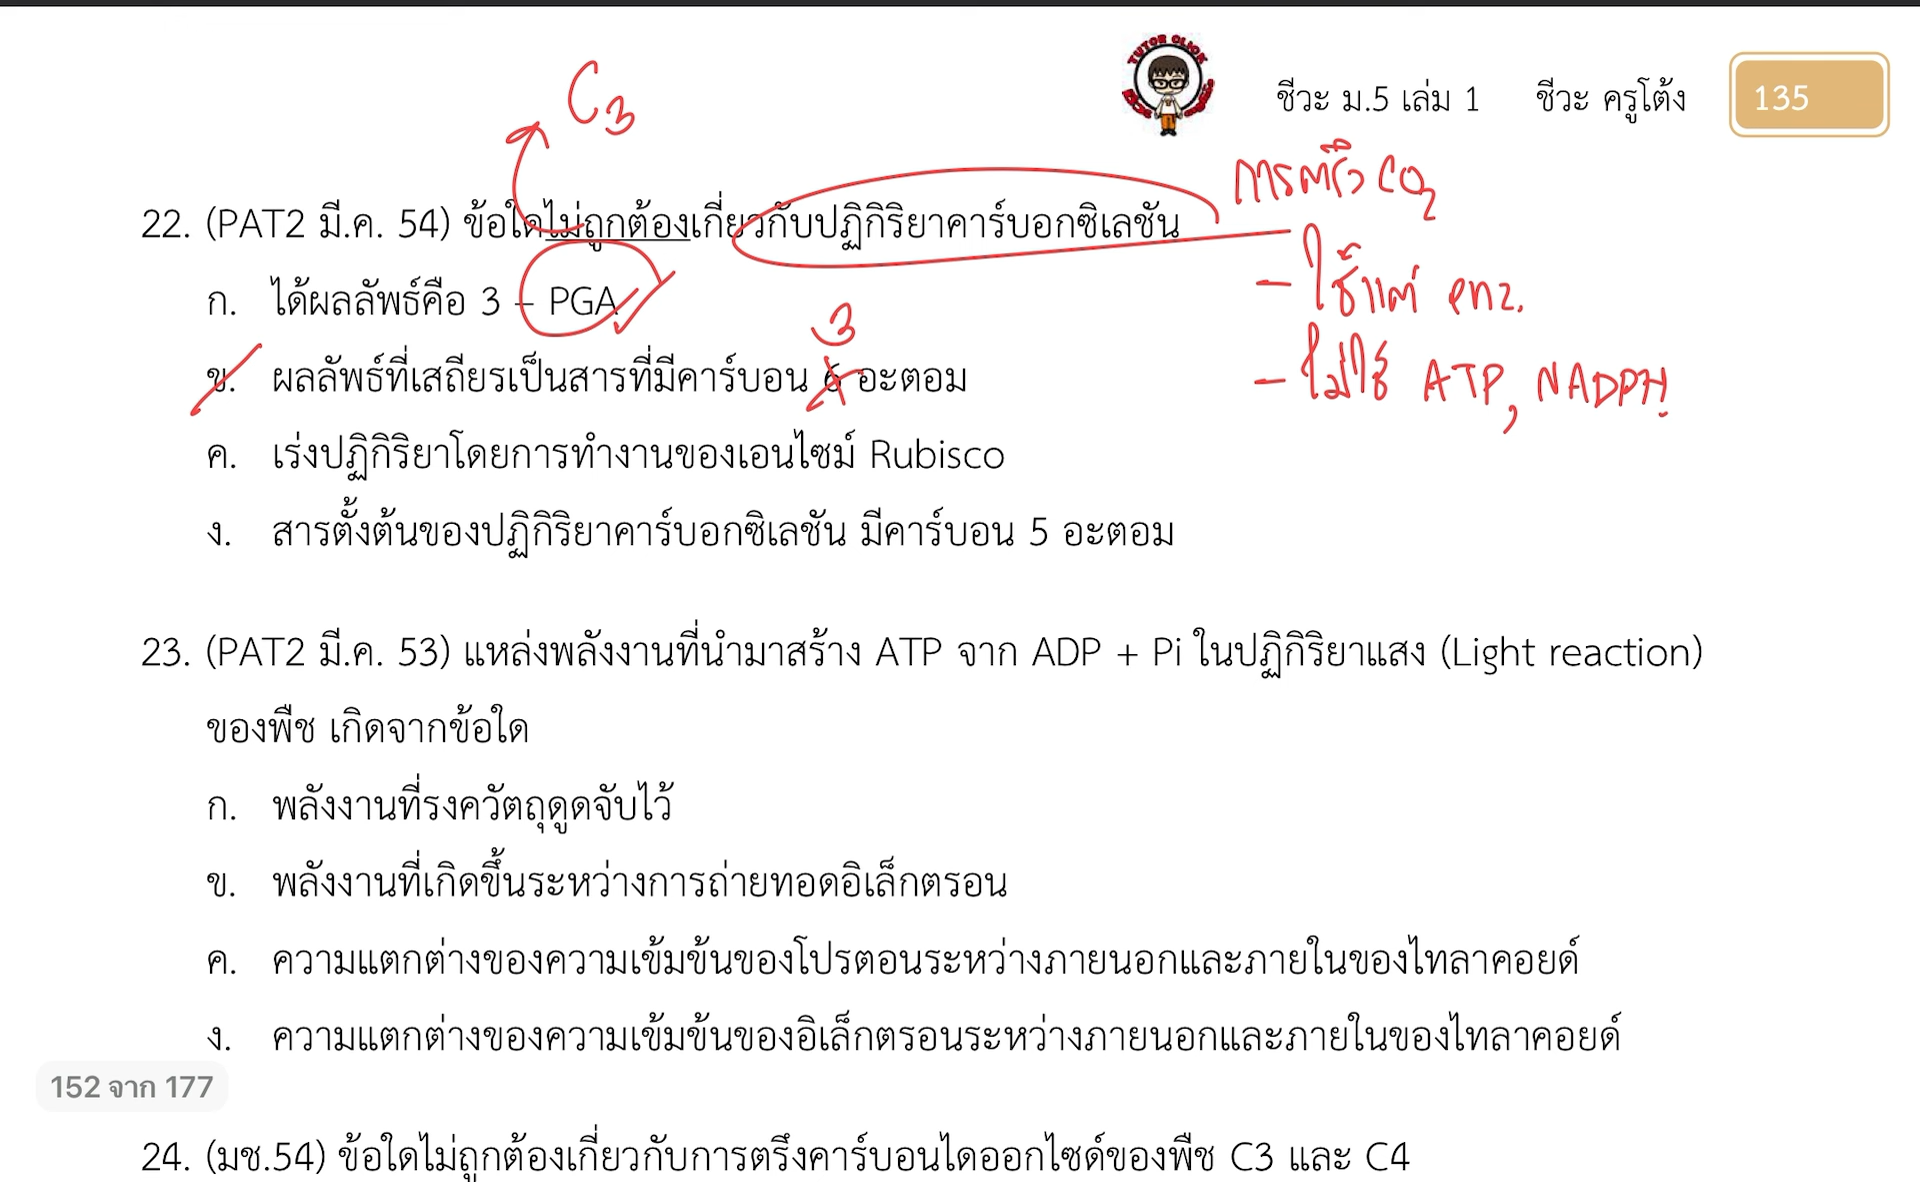 TUTOR CLICK
ชีวะ ม.5 เล่ม 1 ชีวะ ครูโต้ง 135
C3
การตรึง CO2
22. (PAT2 มี.ค. 54) ข้อใดไม่ถูกต้องเกี่ยวกับปฏิกิริยาคาร์บอกซิเลชัน
- ใช้แต่ enz.
ก. ได้ผลลัพธ์คือ 3 – PGA
3
- ไม่ใช้ ATP, NADPH
ข. ผลลัพธ์ที่เสถียรเป็นสารที่มีคาร์บอน 6 อะตอม
ค. เร่งปฏิกิริยาโดยการทำงานของเอนไซม์ Rubisco
ง. สารตั้งต้นของปฏิกิริยาคาร์บอกซิเลชัน มีคาร์บอน 5 อะตอม
23. (PAT2 มี.ค. 53) แหล่งพลังงานที่นำมาสร้าง ATP จาก ADP + Pi ในปฏิกิริยาแสง (Light reaction)
ของพืช เกิดจากข้อใด
ก. พลังงานที่รงควัตถุดูดจับไว้
ข. พลังงานที่เกิดขึ้นระหว่างการถ่ายทอดอิเล็กตรอน
ค. ความแตกต่างของความเข้มข้นของโปรตอนระหว่างภายนอกและภายในของไทลาคอยด์
ง. ความแตกต่างของความเข้มข้นของอิเล็กตรอนระหว่างภายนอกและภายในของไทลาคอยด์
152 จาก 177
24. (มช.54) ข้อใดไม่ถูกต้องเกี่ยวกับการตรึงคาร์บอนไดออกไซด์ของพืช C3 และ C4